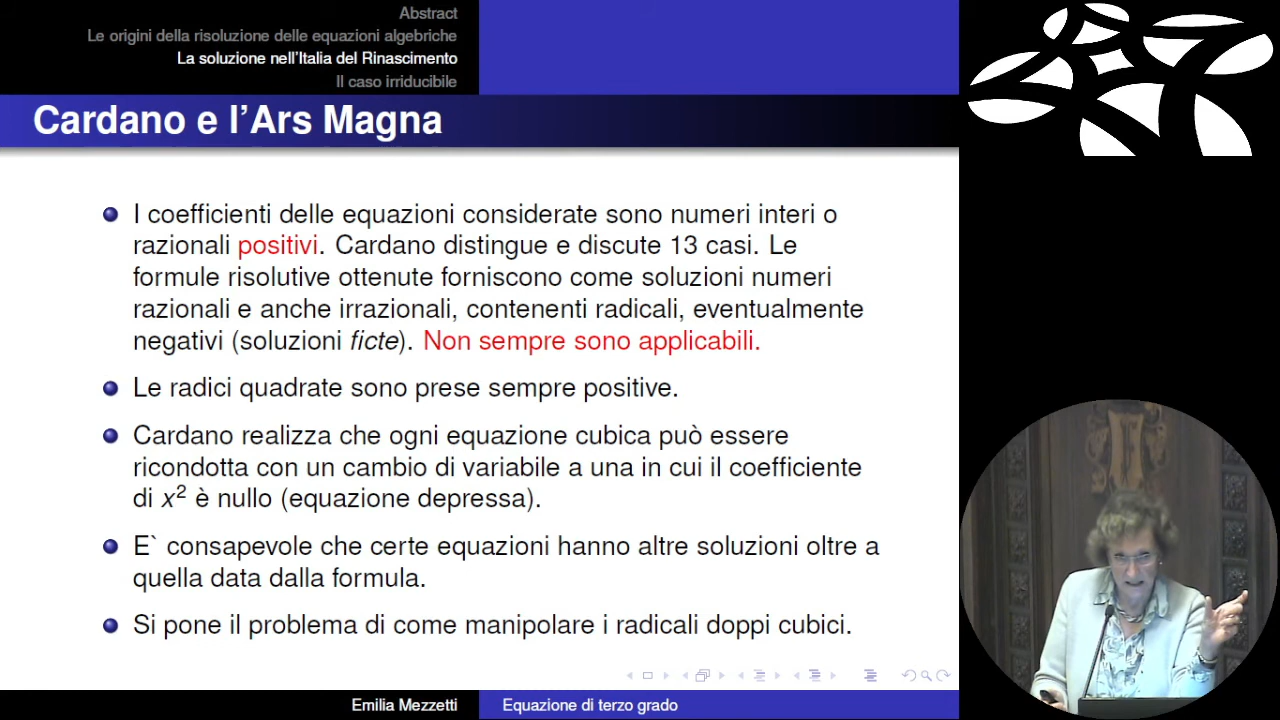 Abstract
Le origini della risoluzione delle equazioni algebriche
La soluzione nell'Italia del Rinascimento
Il caso irriducibile
Cardano e l'Ars Magna
I coefficienti delle equazioni considerate sono numeri interi o
razionali positivi. Cardano distingue e discute 13 casi. Le
formule risolutive ottenute forniscono come soluzioni numeri
razionali e anche irrazionali, contenenti radicali, eventualmente
negativi (soluzioni ficte). Non sempre sono applicabili.
Le radici quadrate sono prese sempre positive.
Cardano realizza che ogni equazione cubica può essere
ricondotta con un cambio di variabile a una in cui il coefficiente
di x² è nullo (equazione depressa).
E` consapevole che certe equazioni hanno altre soluzioni oltre a
quella data dalla formula.
Si pone il problema di come manipolare i radicali doppi cubici.
Emilia Mezzetti
Equazione di terzo grado